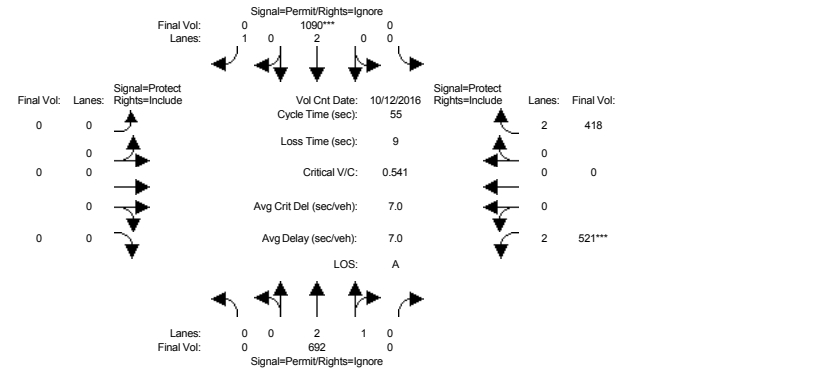 Signal=Permit/Rights=Ignore
Final Vol: 0 1090*** 0
Lanes: 1 0 2 0 0
Signal=Protect
Final Vol: Lanes: Rights=Include
Vol Cnt Date: 10/12/2016
Signal=Protect
Rights=Include Lanes: Final Vol:
Cycle Time (sec): 55
0 0
2 418
Loss Time (sec): 9
0
0
0 0
Critical V/C: 0.541
0 0
0
Avg Crit Del (sec/veh): 7.0
0
0 0
Avg Delay (sec/veh): 7.0
2 521***
LOS: A
Lanes: 0 0 2 1 0
Final Vol: 0 692 0
Signal=Permit/Rights=Ignore